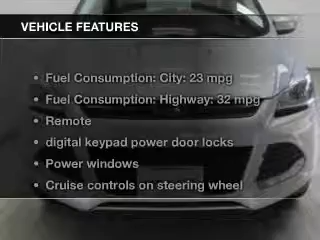 VEHICLE FEATURES
• Fuel Consumption: City: 23 mpg
• Fuel Consumption: Highway: 32 mpg
• Remote
• digital keypad power door locks
• Power windows
• Cruise controls on steering wheel